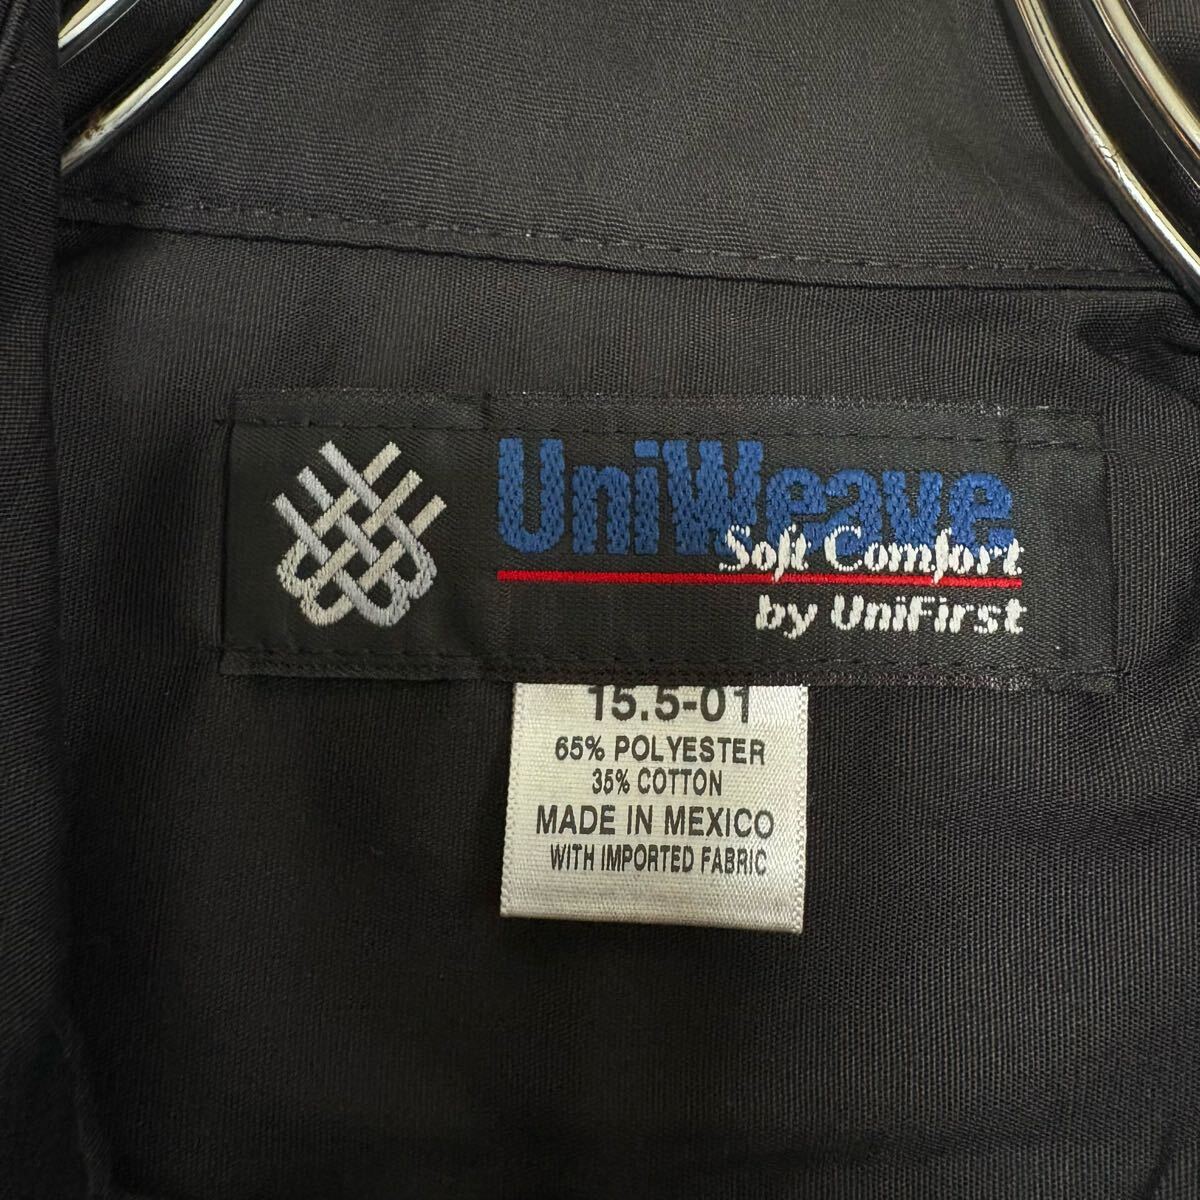 UniWeave
Soft Comfort
by UniFirst
15.5-01
65% POLYESTER
35% COTTON
MADE IN MEXICO
WITH IMPORTED FABRIC